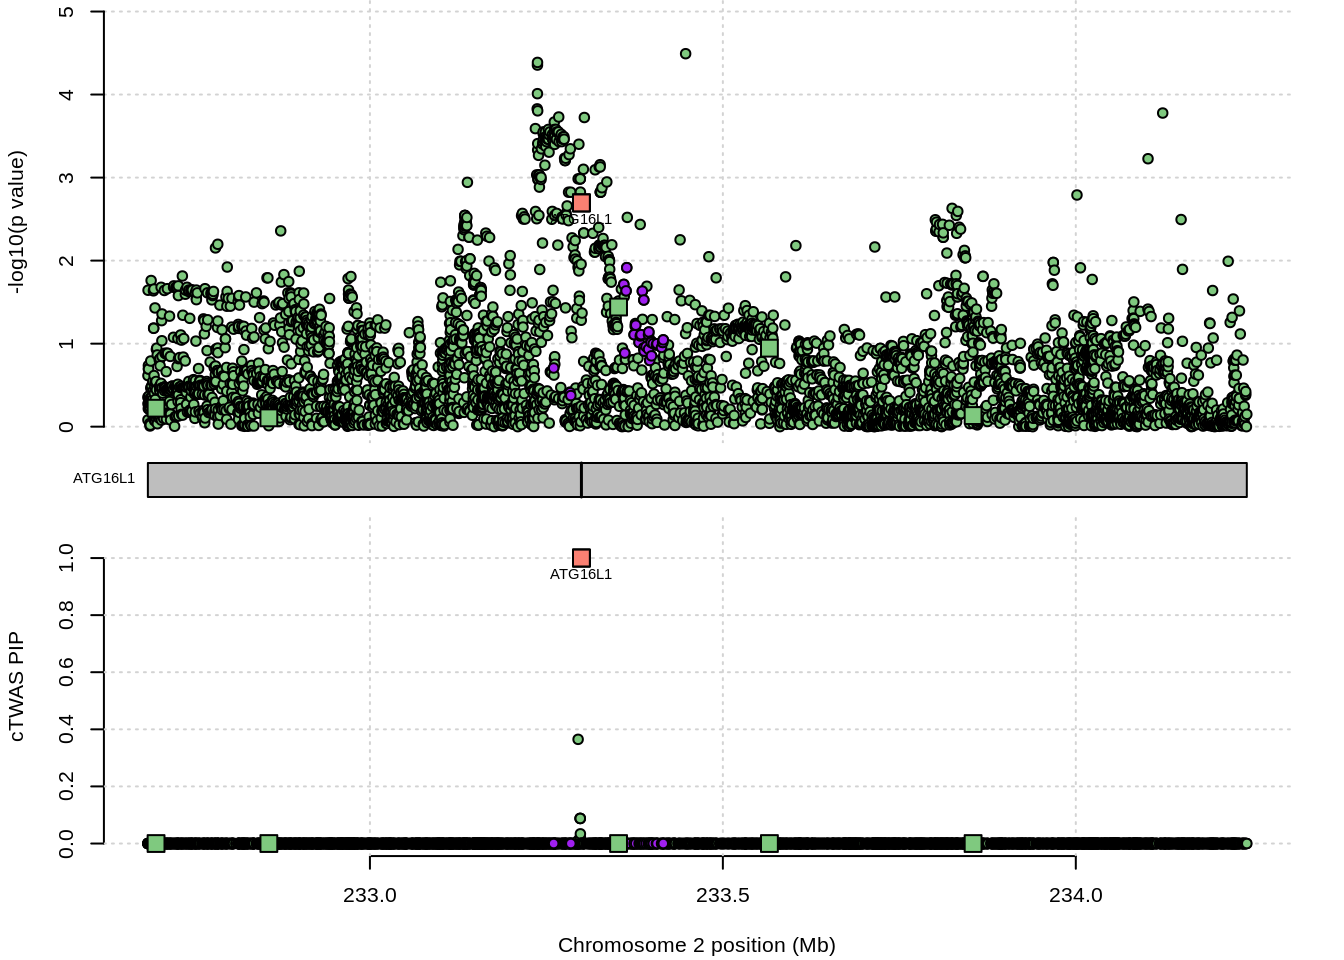 -log10(p value)
5
4
3
2
1
0
ATG16L1
ATG16L1
cTWAS PIP
1.0
0.8
0.6
0.4
0.2
0.0
ATG16L1
233.0 233.5 234.0
Chromosome 2 position (Mb)